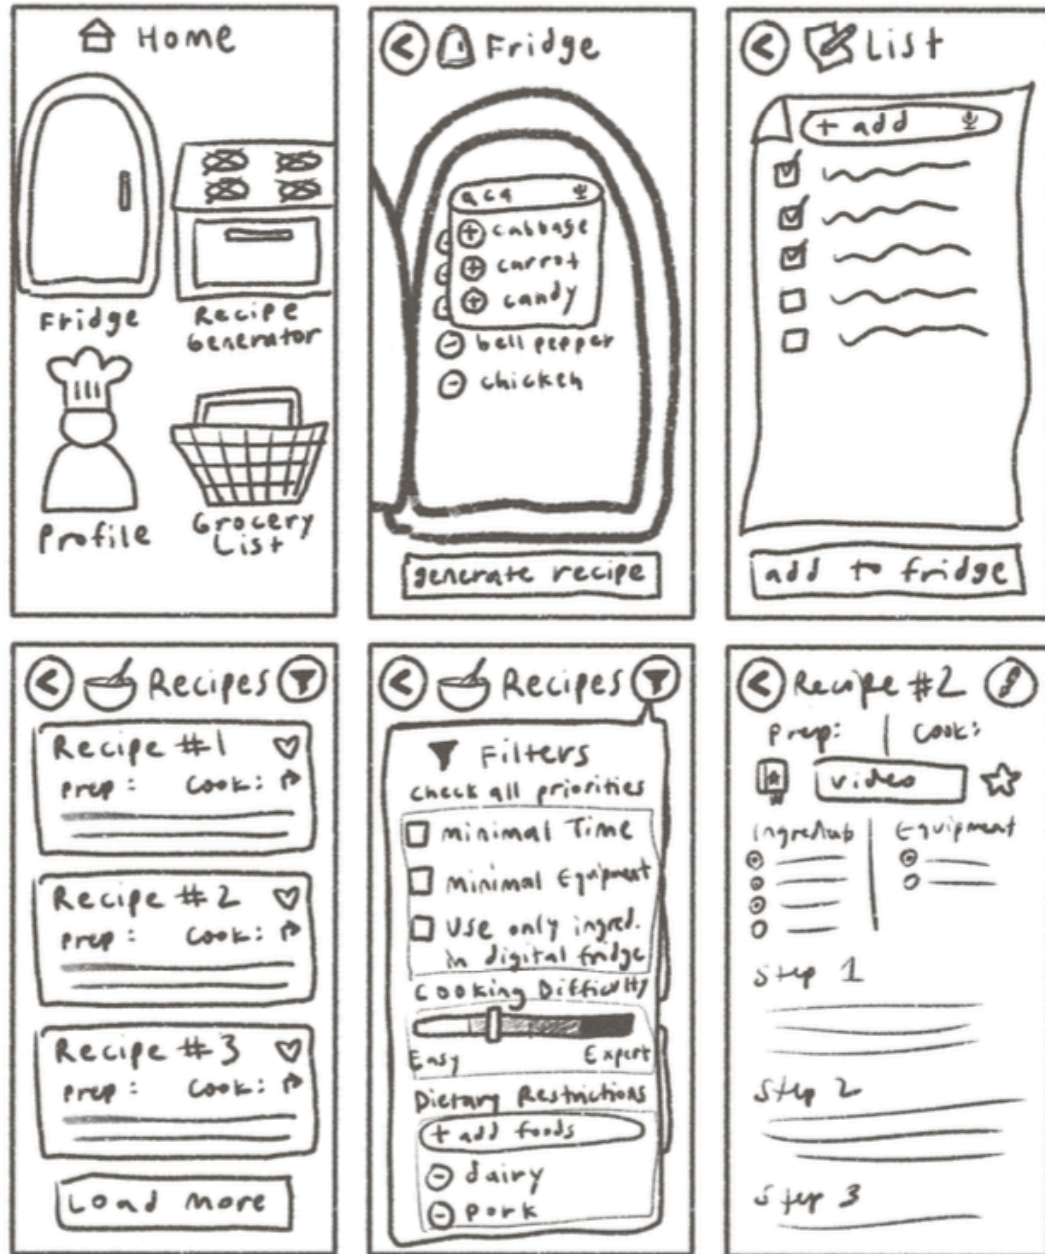 Home
Fridge
Recipe
Generator
Profile
Grocery
List
Fridge
cabbage
carrot
candy
bell pepper
chicken
generate recipe
List
+ add
add to fridge
Recipes
Recipe #1
prep : Cook:
Recipe #2
prep : Cook:
Recipe #3
prep : Cook:
Load more
Recipes
Filters
check all priorities
minimal Time
minimal Equipment
Use only ingred.
in digital fridge
Cooking Difficulty
Easy Expert
Dietary Restrictions
+ add foods
dairy
pork
Recipe #2
Prep: Cook:
video
Equipment
Step 1
Step 2
Step 3